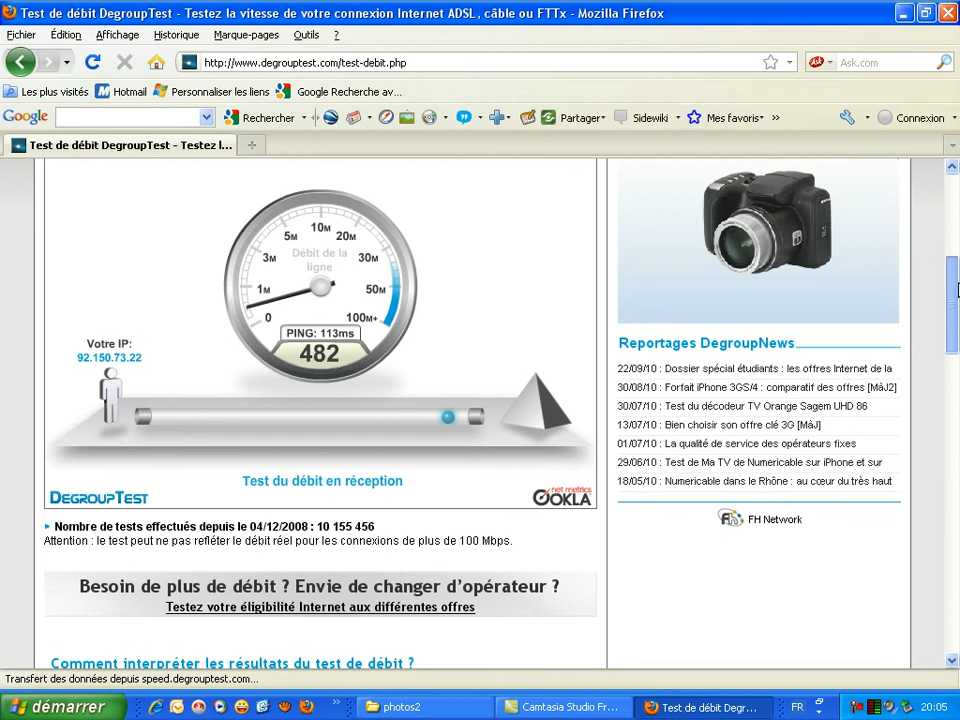 Test de débit DegroupTest - Testez la vitesse de votre connexion Internet ADSL, câble ou FTTx - Mozilla Firefox
Fichier Édition Affichage Historique Marque-pages Outils ?
http://www.degrouptest.com/test-debit.php
Ask.com
Les plus visités Hotmail Personnaliser les liens Google Recherche av...
Google Rechercher Partager Sidewiki Mes favoris Connexion
Test de débit DegroupTest - Testez l...
10M
5M 20M
Débit de la
ligne
3M 30M
1M 50M
0 100M+
PING: 113ms
482
Votre IP:
92.150.73.22
Test du débit en réception
DEGROUPTEST
net metrics
OOKLA
Nombre de tests effectués depuis le 04/12/2008 : 10 155 456
Attention : le test peut ne pas refléter le débit réel pour les connexions de plus de 100 Mbps.
Besoin de plus de débit ? Envie de changer d'opérateur ?
Testez votre éligibilité Internet aux différentes offres
Comment interpréter les résultats du test de débit ?
Reportages DegroupNews
22/09/10 : Dossier spécial étudiants : les offres Internet de la
30/08/10 : Forfait iPhone 3GS/4 : comparatif des offres [MàJ2]
30/07/10 : Test du décodeur TV Orange Sagem UHD 86
13/07/10 : Bien choisir son offre clé 3G [MàJ]
01/07/10 : La qualité de service des opérateurs fixes
29/06/10 : Test de Ma TV de Numericable sur iPhone et sur
18/05/10 : Numericable dans le Rhône : au cœur du très haut
FH Network
Transfert des données depuis speed.degrouptest.com...
démarrer photos2 Camtasia Studio Fr... Test de débit Degr... FR 20:05